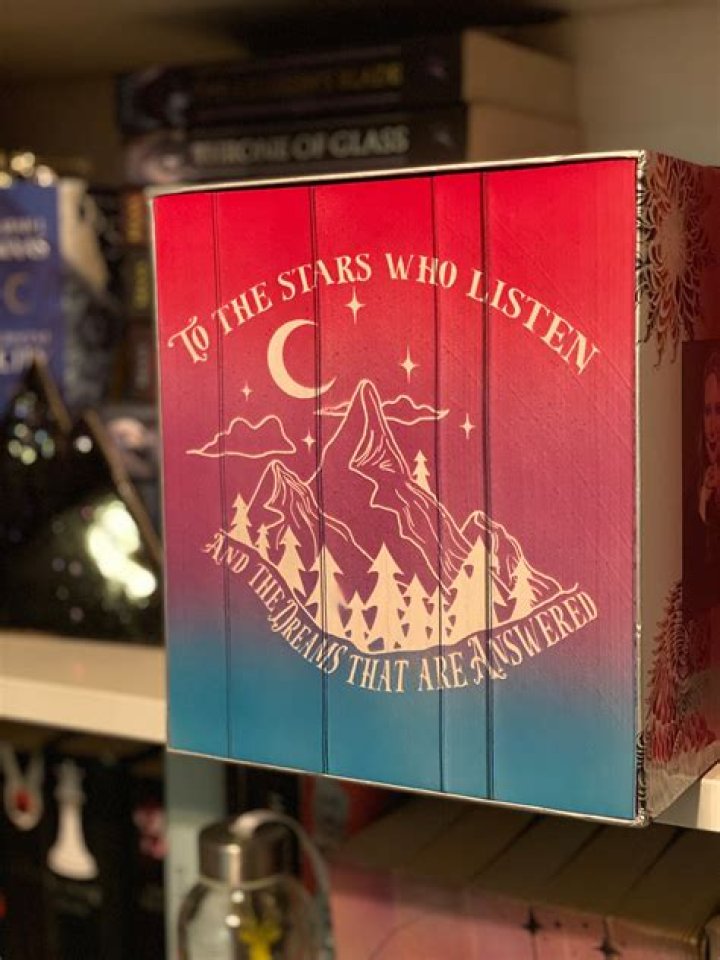 THRONE OF GLASS
TO THE STARS WHO LISTEN
AND THE DREAMS THAT ARE ANSWERED